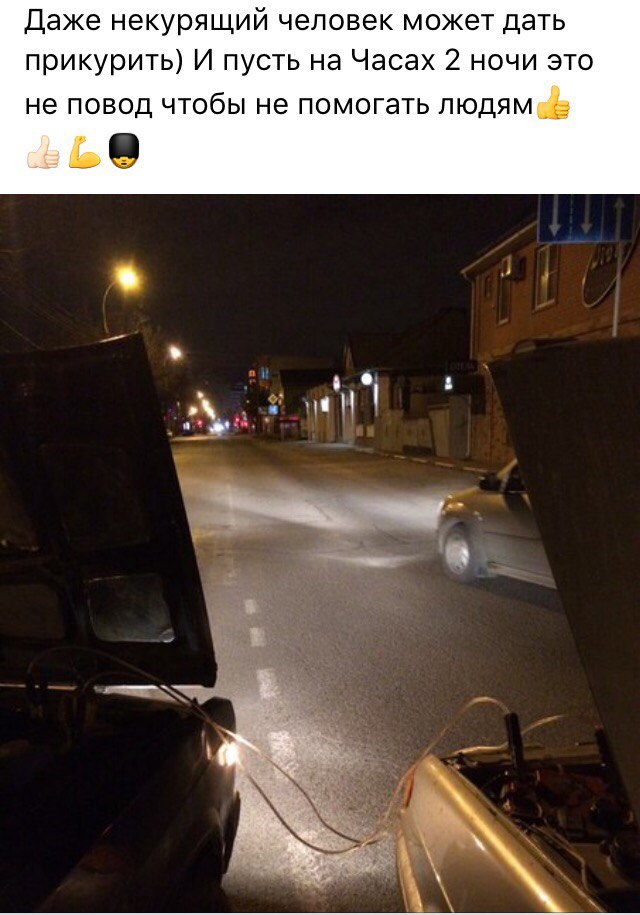 Даже некурящий человек может дать
прикурить) И пусть на Часах 2 ночи это
не повод чтобы не помогать людям👍
👍🏻💪💂